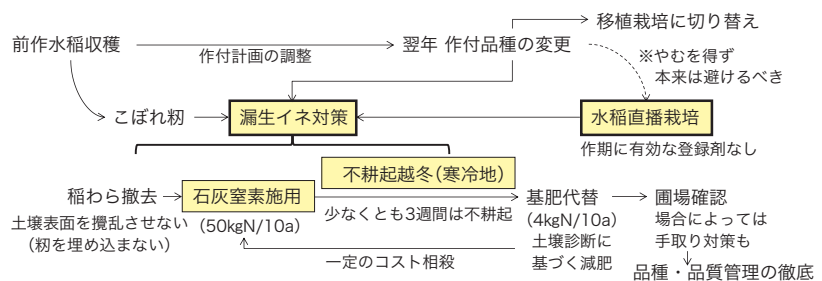 移植栽培に切り替え
前作水稲収穫
作付計画の調整
翌年 作付品種の変更
※やむを得ず
本来は避けるべき
こぼれ籾
漏生イネ対策
水稲直播栽培
作期に有効な登録剤なし
不耕起越冬(寒冷地)
稲わら撤去
石灰窒素施用
基肥代替
圃場確認
土壌表面を攪乱させない
(籾を埋め込まない)
(50kgN/10a)
少なくとも3週間は不耕起
(4kgN/10a)
土壌診断に
基づく減肥
場合によっては
手取り対策も
一定のコスト相殺
品種・品質管理の徹底